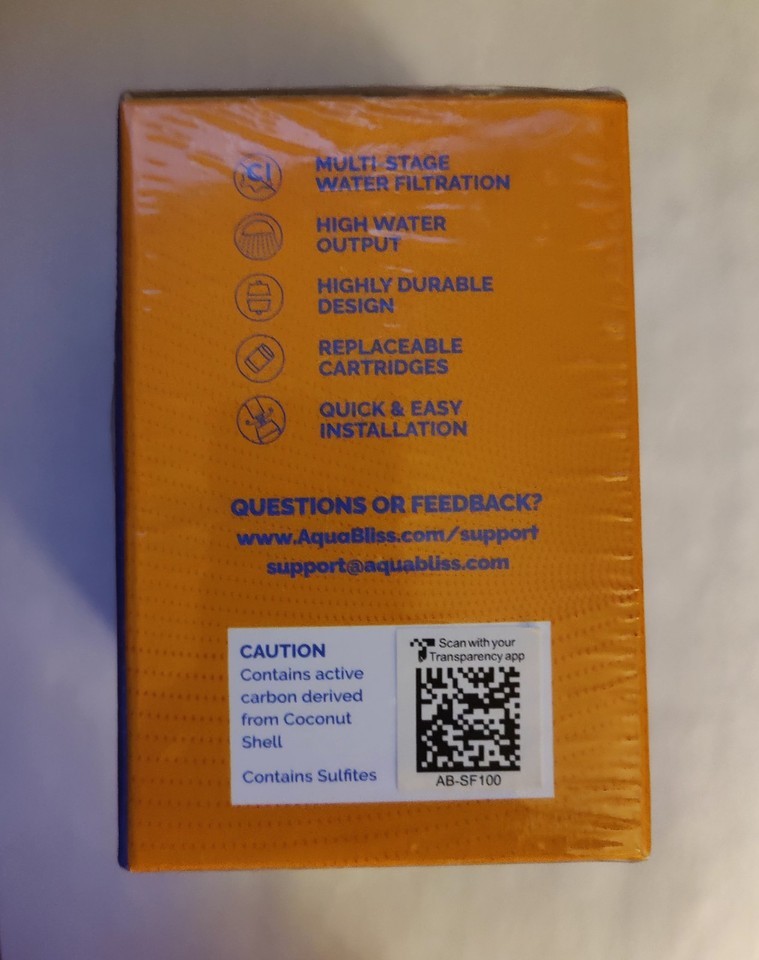 Cl
MULTI-STAGE
WATER FILTRATION
HIGH WATER
OUTPUT
HIGHLY DURABLE
DESIGN
REPLACEABLE
CARTRIDGES
QUICK & EASY
INSTALLATION
QUESTIONS OR FEEDBACK?
www.AquaBliss.com/support
support@aquabliss.com
CAUTION
Contains active
carbon derived
from Coconut
Shell
Contains Sulfites
Scan with your
Transparency app
AB-SF100